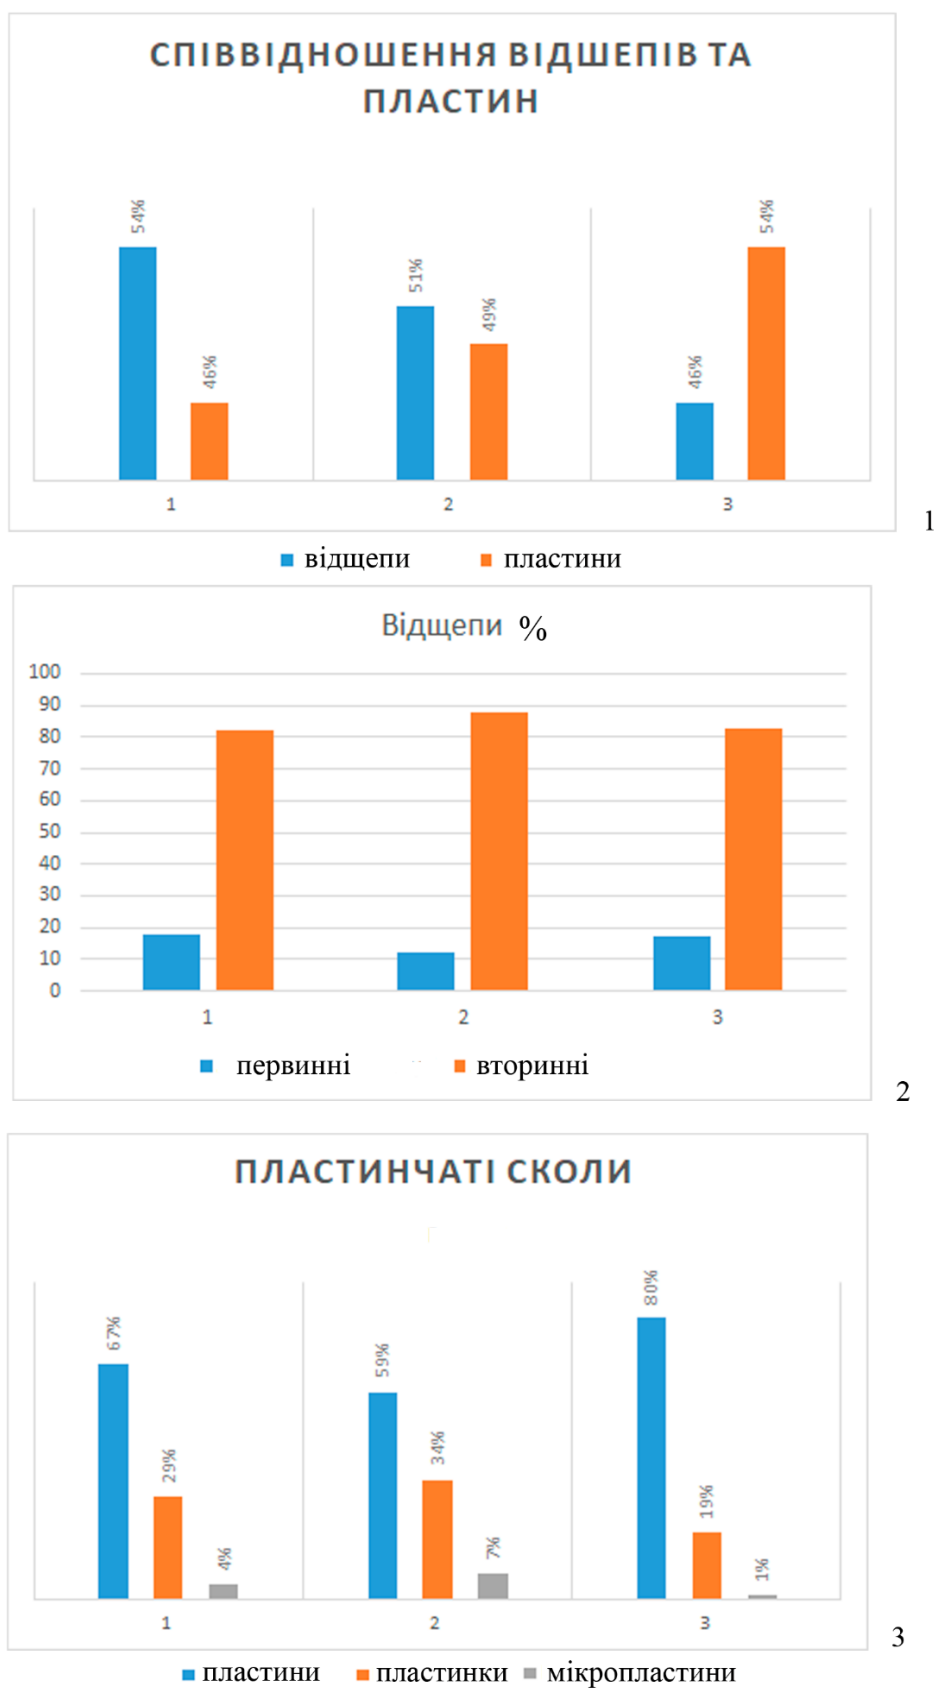 СПІВВІДНОШЕННЯ ВІДШЕПІВ ТА
ПЛАСТИН
54%
46%
51%
49%
46%
54%
1 2 3
1
відщепи пластини
Відщепи %
100
90
80
70
60
50
40
30
20
10
0
1 2 3
первинні вторинні
2
ПЛАСТИНЧАТІ СКОЛИ
67%
29%
4%
59%
34%
7%
80%
19%
1%
1 2 3
3
пластини пластинки мікропластини